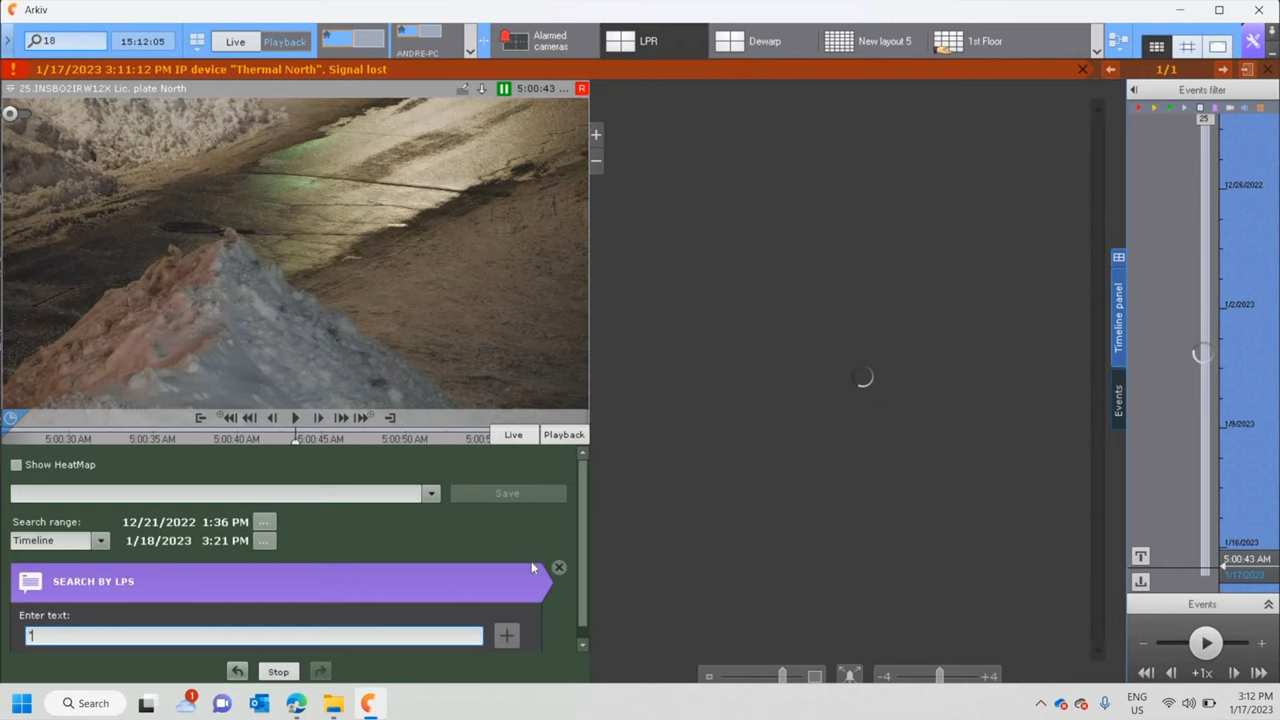 Arkiv
18
15:12:05
Live
Playback
ANDRE-PC
Alarmed
cameras
LPR
Dewarp
New layout 5
1st Floor
! 1/17/2023 3:11:12 PM IP device "Thermal North". Signal lost
1/1
25.INSBO2IRW12X Lic. plate North
5:00:43 ...
R
Events filter
25
12/26/2022
1/2/2023
1/9/2023
1/16/2023
5:00:43 AM
1/17/2023
Timeline panel
Events
5:00:30 AM
5:00:35 AM
5:00:40 AM
5:00:45 AM
5:00:50 AM
5:00:5
Live
Playback
Show HeatMap
Save
Search range:
12/21/2022 1:36 PM
...
Timeline
1/18/2023 3:21 PM
...
SEARCH BY LPS
Enter text:
Stop
Events
+1x
-4
+4
1
Search
ENG
US
3:12 PM
1/17/2023